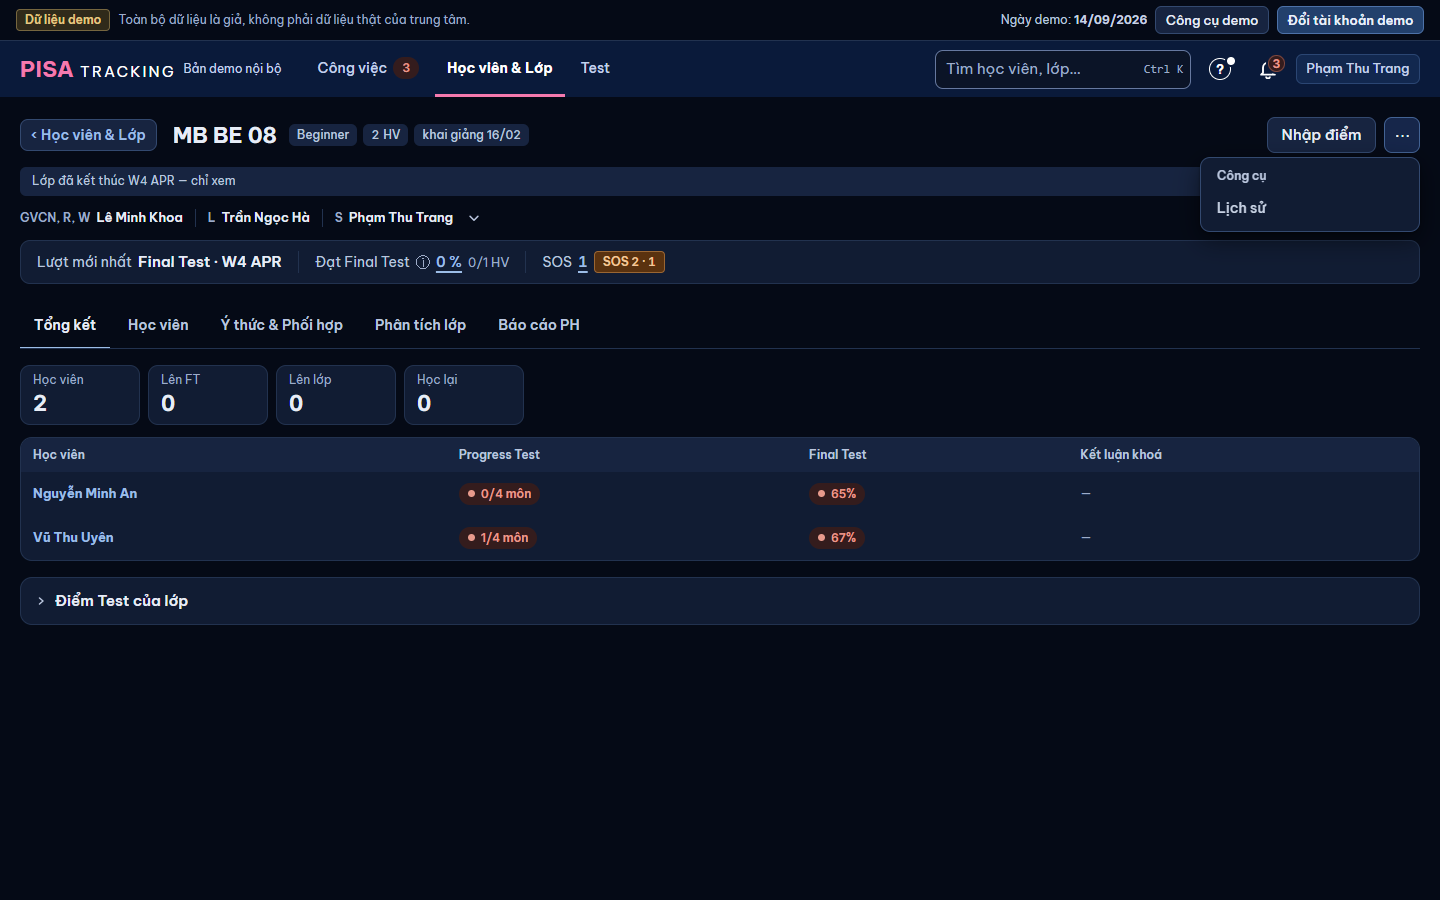 Dữ liệu demo Toàn bộ dữ liệu là giả, không phải dữ liệu thật của trung tâm. Ngày demo: 14/09/2026 Công cụ demo Đổi tài khoản demo
PISA TRACKING Bản demo nội bộ Công việc 3 Học viên & Lớp Test Tìm học viên, lớp... Ctrl K ? 3 Phạm Thu Trang
‹ Học viên & Lớp MB BE 08 Beginner 2 HV khai giảng 16/02 Nhập điểm ...
Lớp đã kết thúc W4 APR — chỉ xem
Công cụ
Lịch sử
GVCN, R, W Lê Minh Khoa L Trần Ngọc Hà S Phạm Thu Trang
Lượt mới nhất Final Test · W4 APR Đạt Final Test ⓘ 0 % 0/1 HV SOS 1 SOS 2 · 1
Tổng kết Học viên Ý thức & Phối hợp Phân tích lớp Báo cáo PH
Học viên Lên FT Lên lớp Học lại
2 0 0 0
Học viên Progress Test Final Test Kết luận khoá
Nguyễn Minh An 0/4 môn 65% —
Vũ Thu Uyên 1/4 môn 67% —
› Điểm Test của lớp